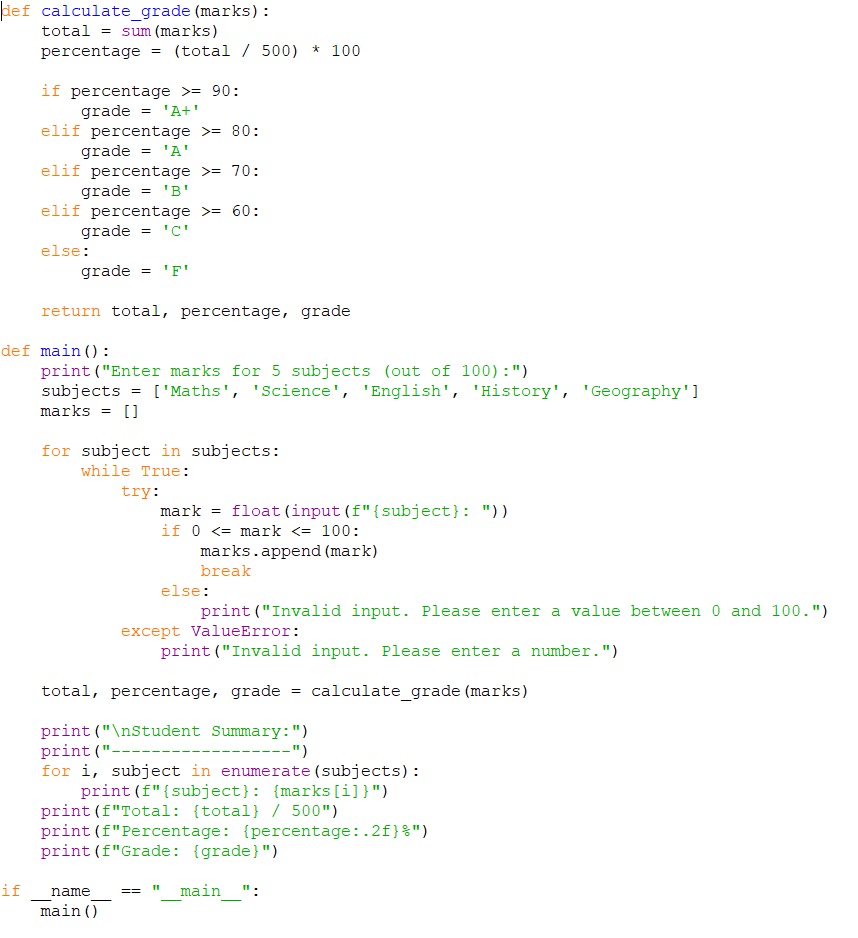 def calculate_grade(marks):
    total = sum(marks)
    percentage = (total / 500) * 100

    if percentage >= 90:
        grade = 'A+'
    elif percentage >= 80:
        grade = 'A'
    elif percentage >= 70:
        grade = 'B'
    elif percentage >= 60:
        grade = 'C'
    else:
        grade = 'F'

    return total, percentage, grade

def main():
    print("Enter marks for 5 subjects (out of 100):")
    subjects = ['Maths', 'Science', 'English', 'History', 'Geography']
    marks = []

    for subject in subjects:
        while True:
            try:
                mark = float(input(f"{subject}: "))
                if 0 <= mark <= 100:
                    marks.append(mark)
                    break
                else:
                    print("Invalid input. Please enter a value between 0 and 100.")
            except ValueError:
                print("Invalid input. Please enter a number.")

    total, percentage, grade = calculate_grade(marks)

    print("\nStudent Summary:")
    print("------------------")
    for i, subject in enumerate(subjects):
        print(f"{subject}: {marks[i]}")
    print(f"Total: {total} / 500")
    print(f"Percentage: {percentage:.2f}%")
    print(f"Grade: {grade}")

if __name__ == "__main__":
    main()